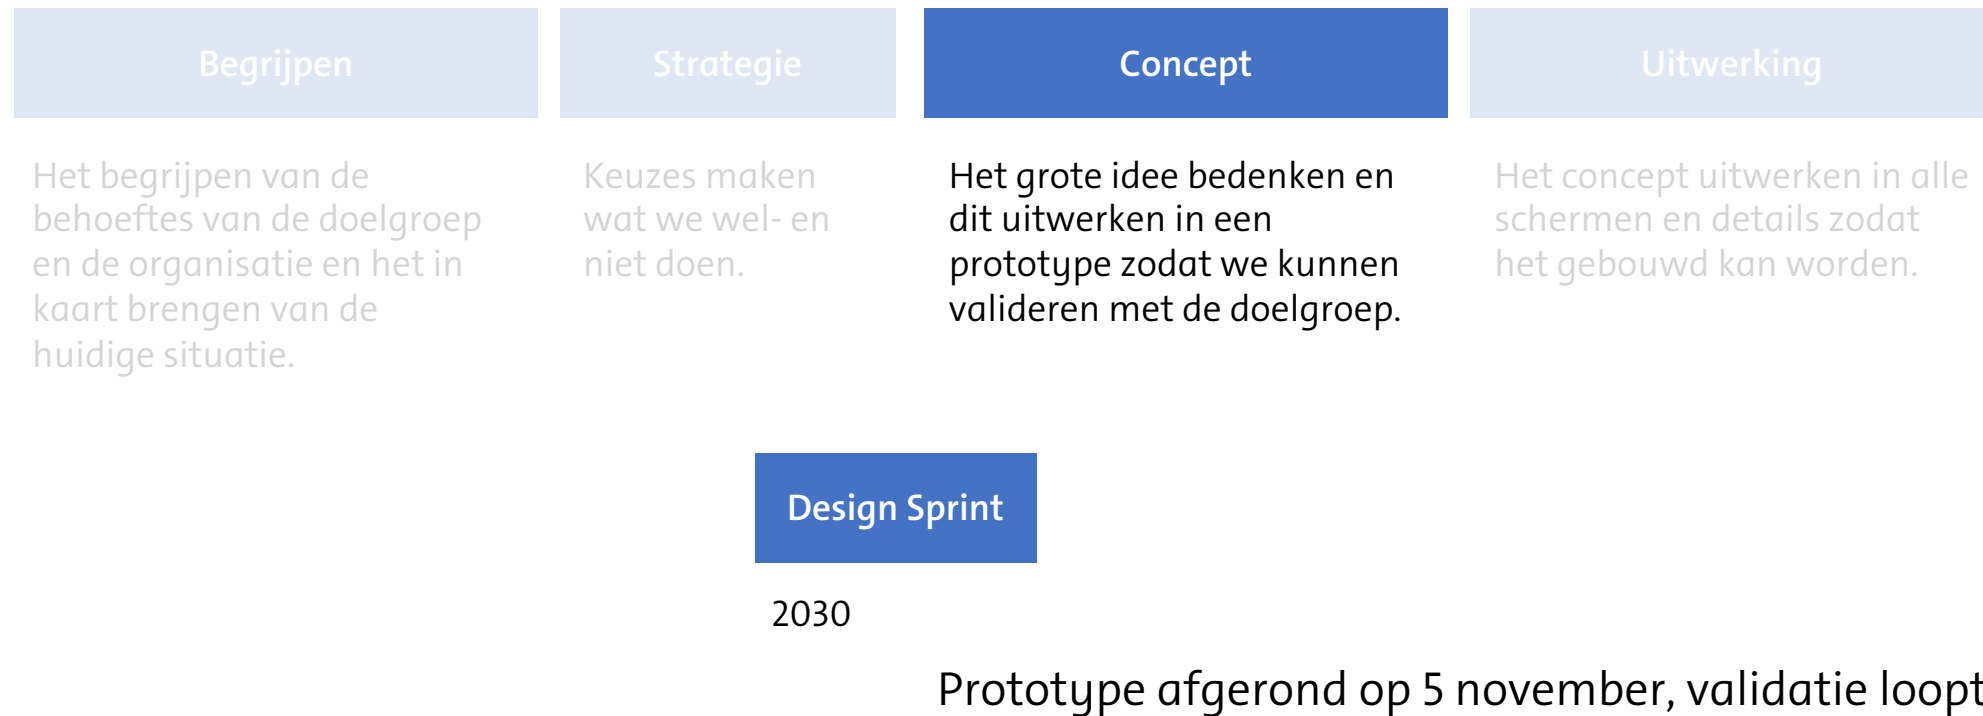 Begrijpen
Het begrijpen van de
behoeftes van de doelgroep
en de organisatie en het in
kaart brengen van de
huidige situatie.
Strategie
Keuzes maken
wat we wel- en
niet doen.
Concept
Het grote idee bedenken en
dit uitwerken in een
prototype zodat we kunnen
valideren met de doelgroep.
Uitwerking
Het concept uitwerken in alle
schermen en details zodat
het gebouwd kan worden.
Design Sprint
2030
Prototype afgerond op 5 november, validatie loopt